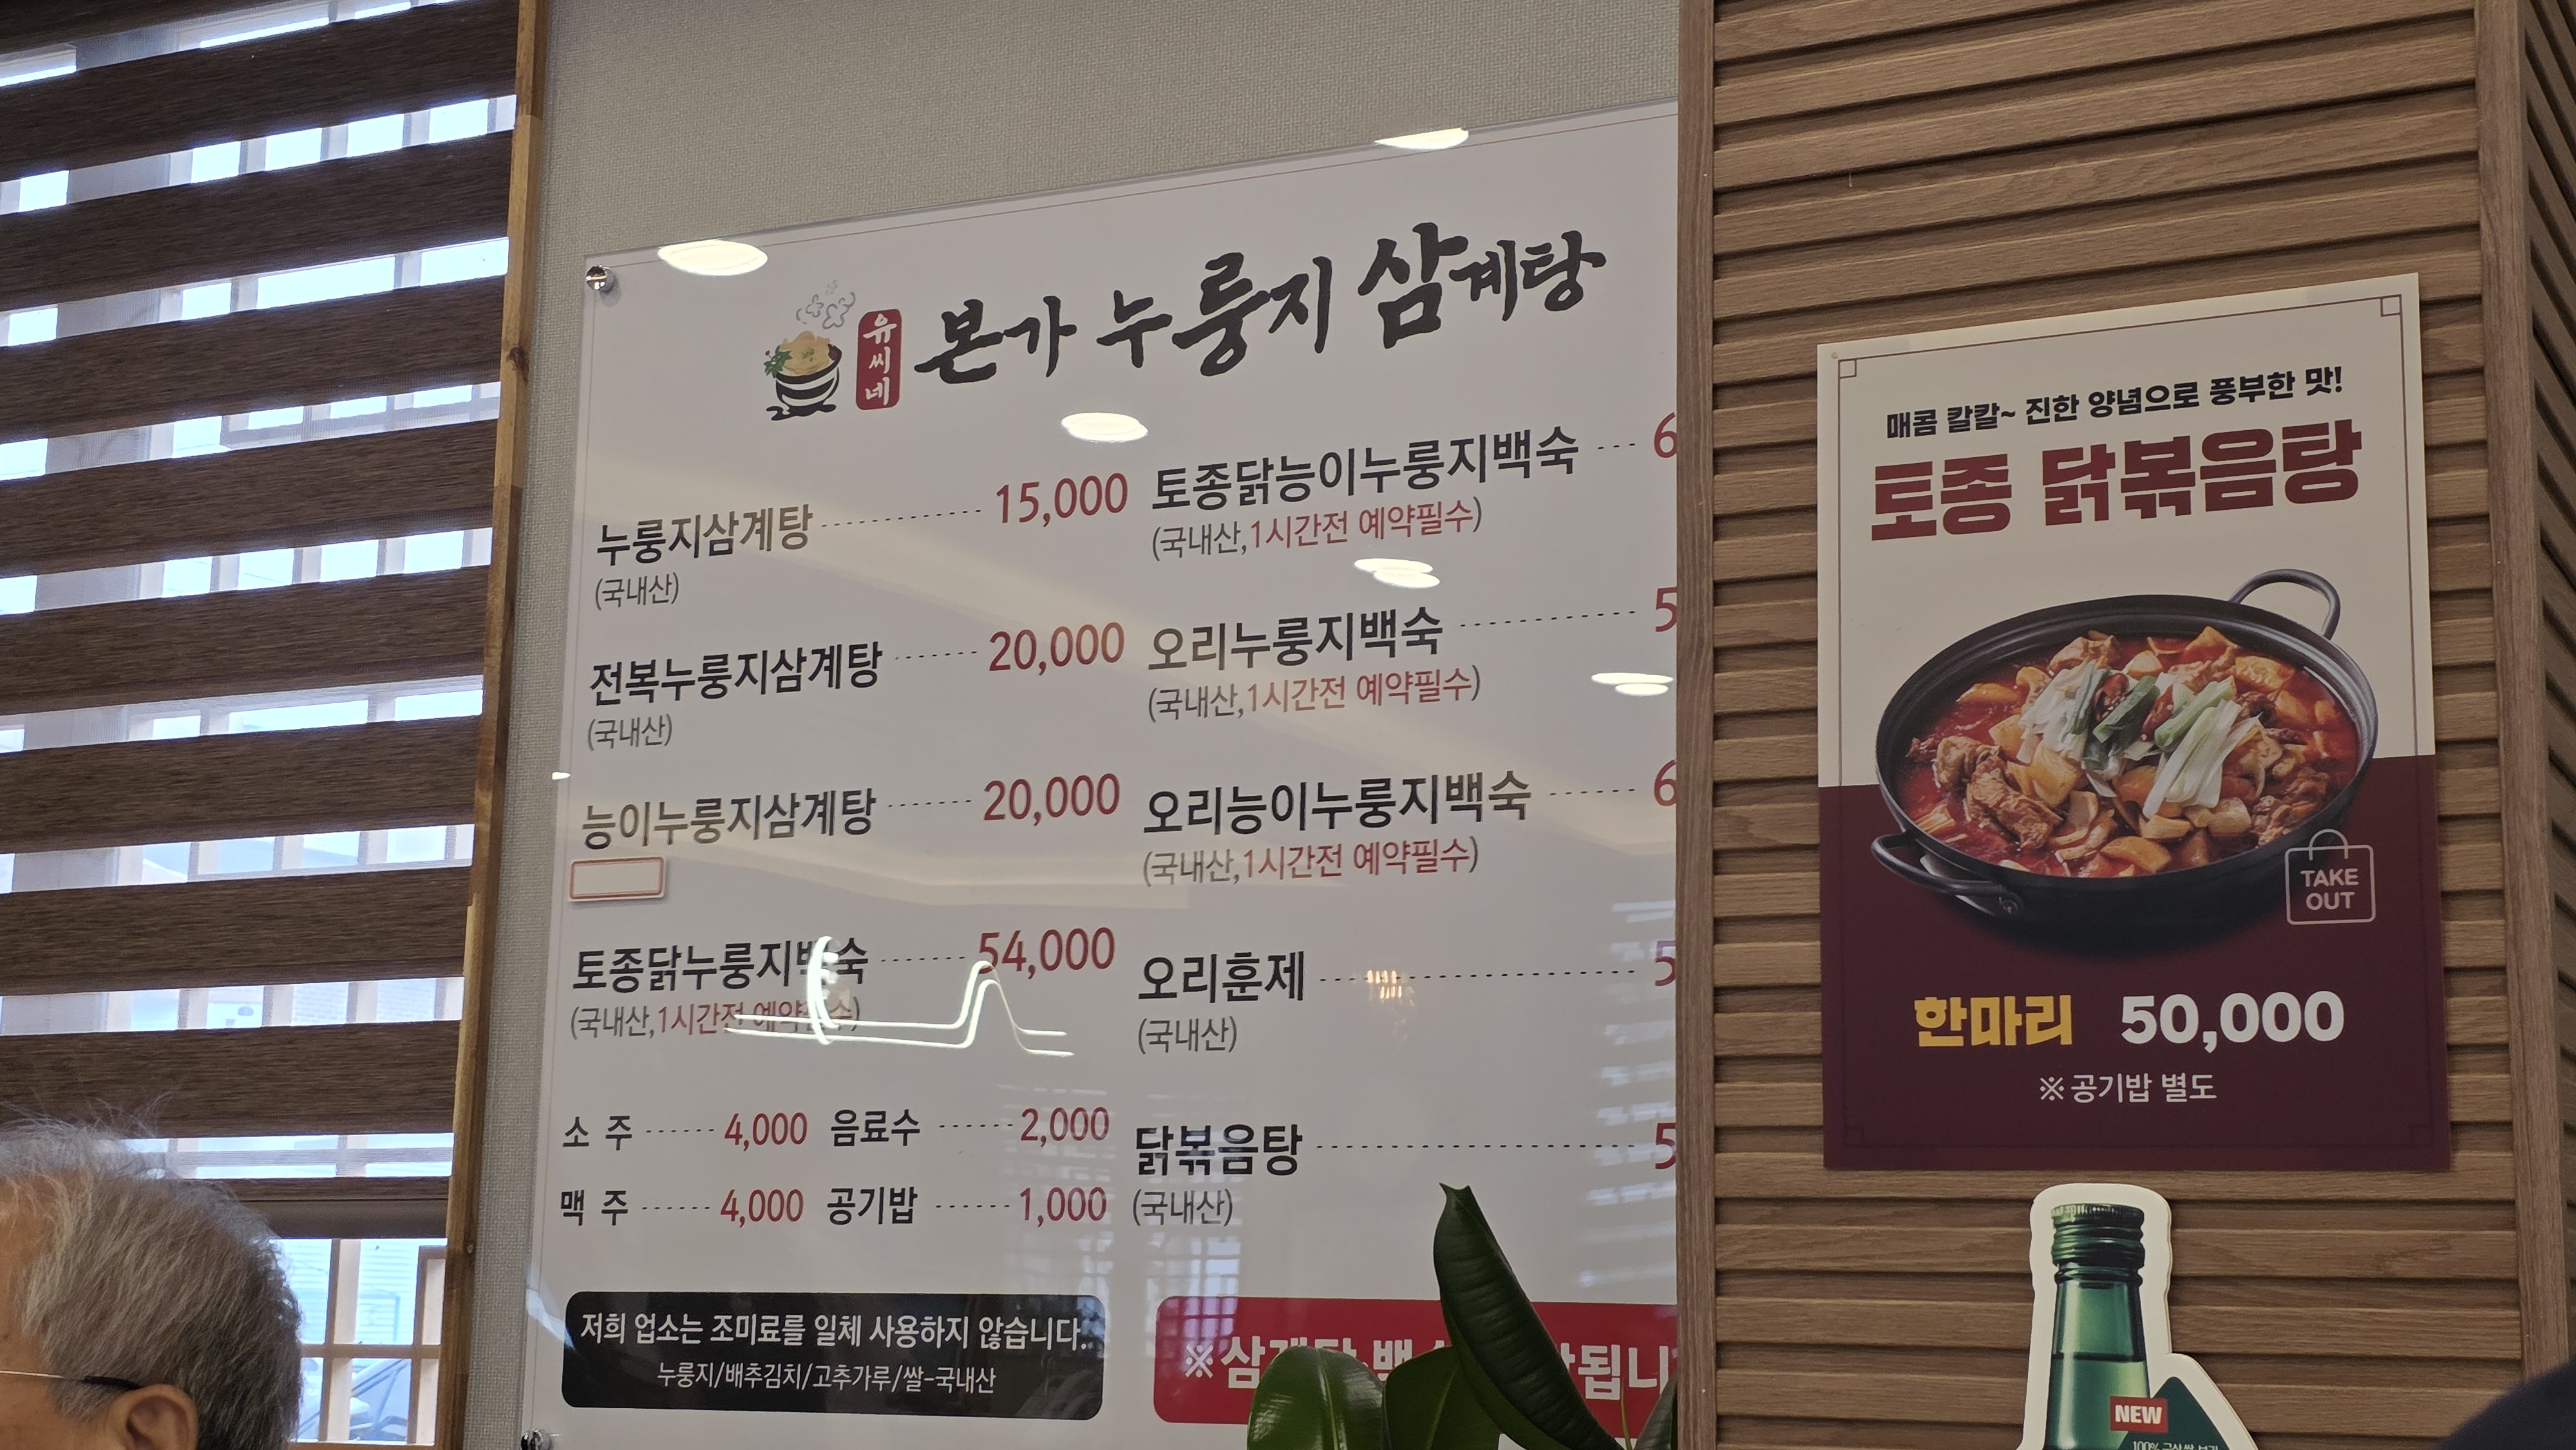 유씨네 본가 누룽지 삼계탕
누룽지삼계탕 15,000
(국내산)
전복누룽지삼계탕 20,000
(국내산)
능이누룽지삼계탕 20,000
토종닭누룽지백숙 54,000
(국내산,1시간전 예약필수)
소 주 4,000 음료수 2,000
맥 주 4,000 공기밥 1,000
저희 업소는 조미료를 일체 사용하지 않습니다.
누룽지/배추김치/고추가루/쌀-국내산
토종닭능이누룽지백숙 6
(국내산,1시간전 예약필수)
오리누룽지백숙 5
(국내산,1시간전 예약필수)
오리능이누룽지백숙 6
(국내산,1시간전 예약필수)
오리훈제 5
(국내산)
닭볶음탕 5
(국내산)
매콤 칼칼~ 진한 양념으로 풍부한 맛!
토종 닭볶음탕
TAKE
OUT
한마리 50,000
※공기밥 별도
NEW